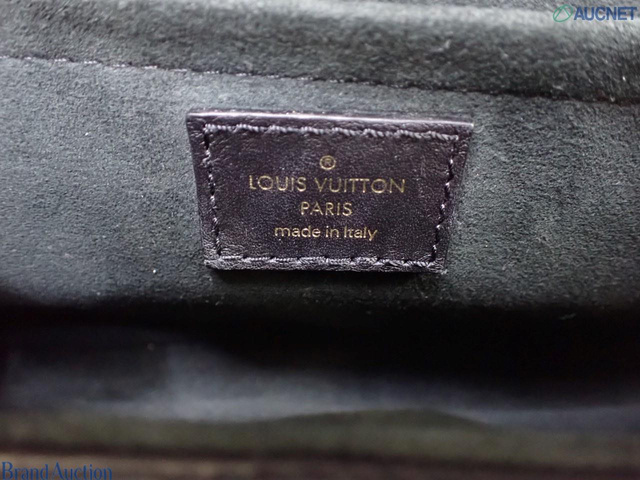 AUCNET
®
LOUIS VUITTON
PARIS
made in Italy
Brand Auction